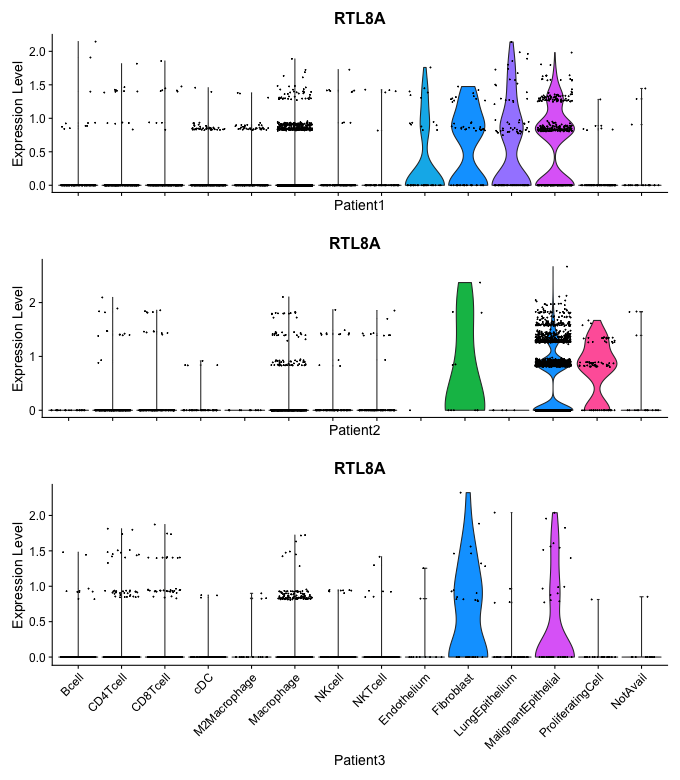 RTL8A
Expression Level
2.0
1.5
1.0
0.5
0.0
Patient1
RTL8A
Expression Level
2
1
0
Patient2
RTL8A
Expression Level
2.0
1.5
1.0
0.5
0.0
Bcell
CD4Tcell
CD8Tcell
cDC
M2Macrophage
Macrophage
NKcell
NKTcell
Endothelium
Fibroblast
LungEpithelium
MalignantEpithelial
ProliferatingCell
NotAvail
Patient3